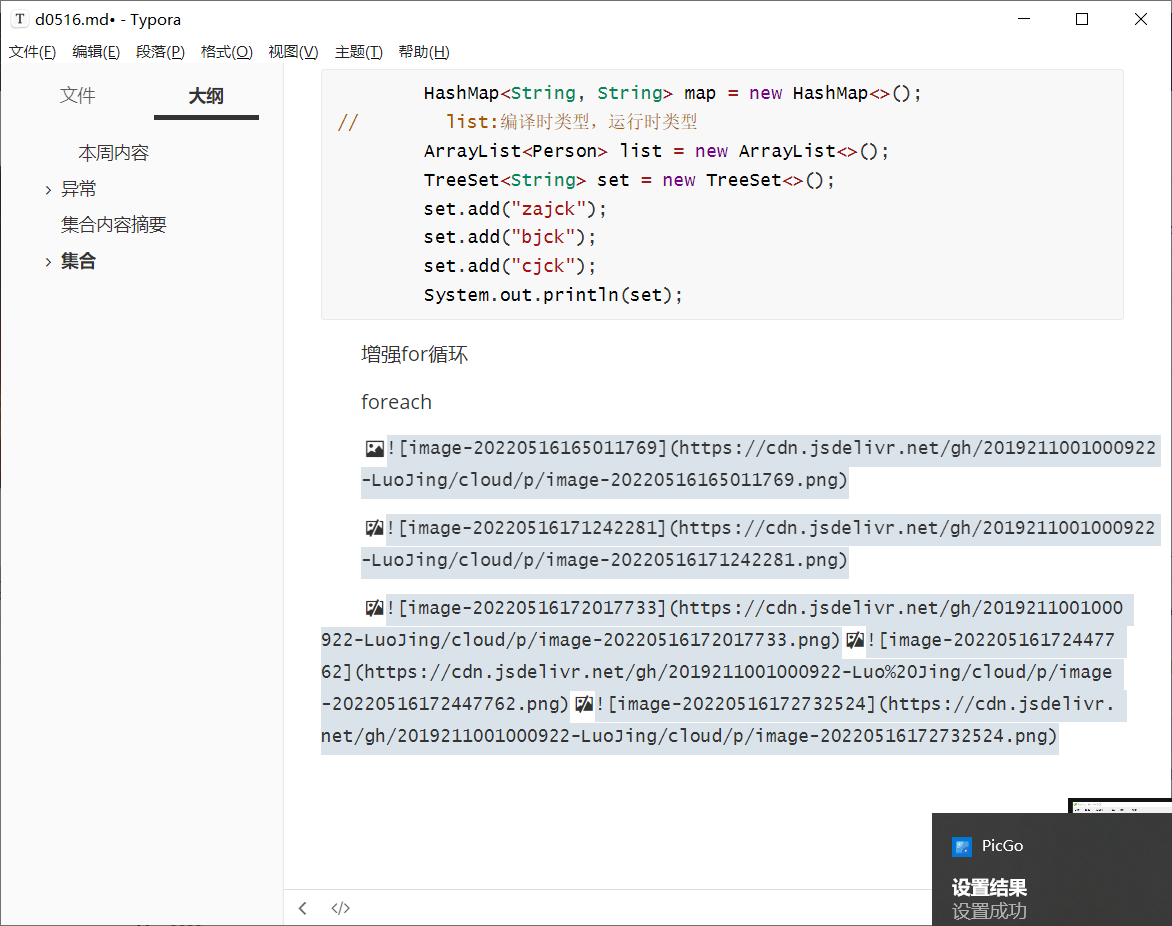 d0516.md• - Typora
文件(F) 编辑(E) 段落(P) 格式(O) 视图(V) 主题(T) 帮助(H)
文件 大纲
本周内容
异常
集合内容摘要
集合
HashMap<String, String> map = new HashMap<>();
// list:编译时类型，运行时类型
ArrayList<Person> list = new ArrayList<>();
TreeSet<String> set = new TreeSet<>();
set.add("zajck");
set.add("bjck");
set.add("cjck");
System.out.println(set);
增强for循环
foreach
![image-20220516165011769](https://cdn.jsdelivr.net/gh/2019211001000922
-LuoJing/cloud/p/image-20220516165011769.png)
![image-20220516171242281](https://cdn.jsdelivr.net/gh/2019211001000922
-LuoJing/cloud/p/image-20220516171242281.png)
![image-20220516172017733](https://cdn.jsdelivr.net/gh/2019211001000
922-LuoJing/cloud/p/image-20220516172017733.png)![image-202205161724477
62](https://cdn.jsdelivr.net/gh/2019211001000922-Luo%20Jing/cloud/p/image
-20220516172447762.png)![image-20220516172732524](https://cdn.jsdelivr.
net/gh/2019211001000922-LuoJing/cloud/p/image-20220516172732524.png)
PicGo
设置结果
设置成功